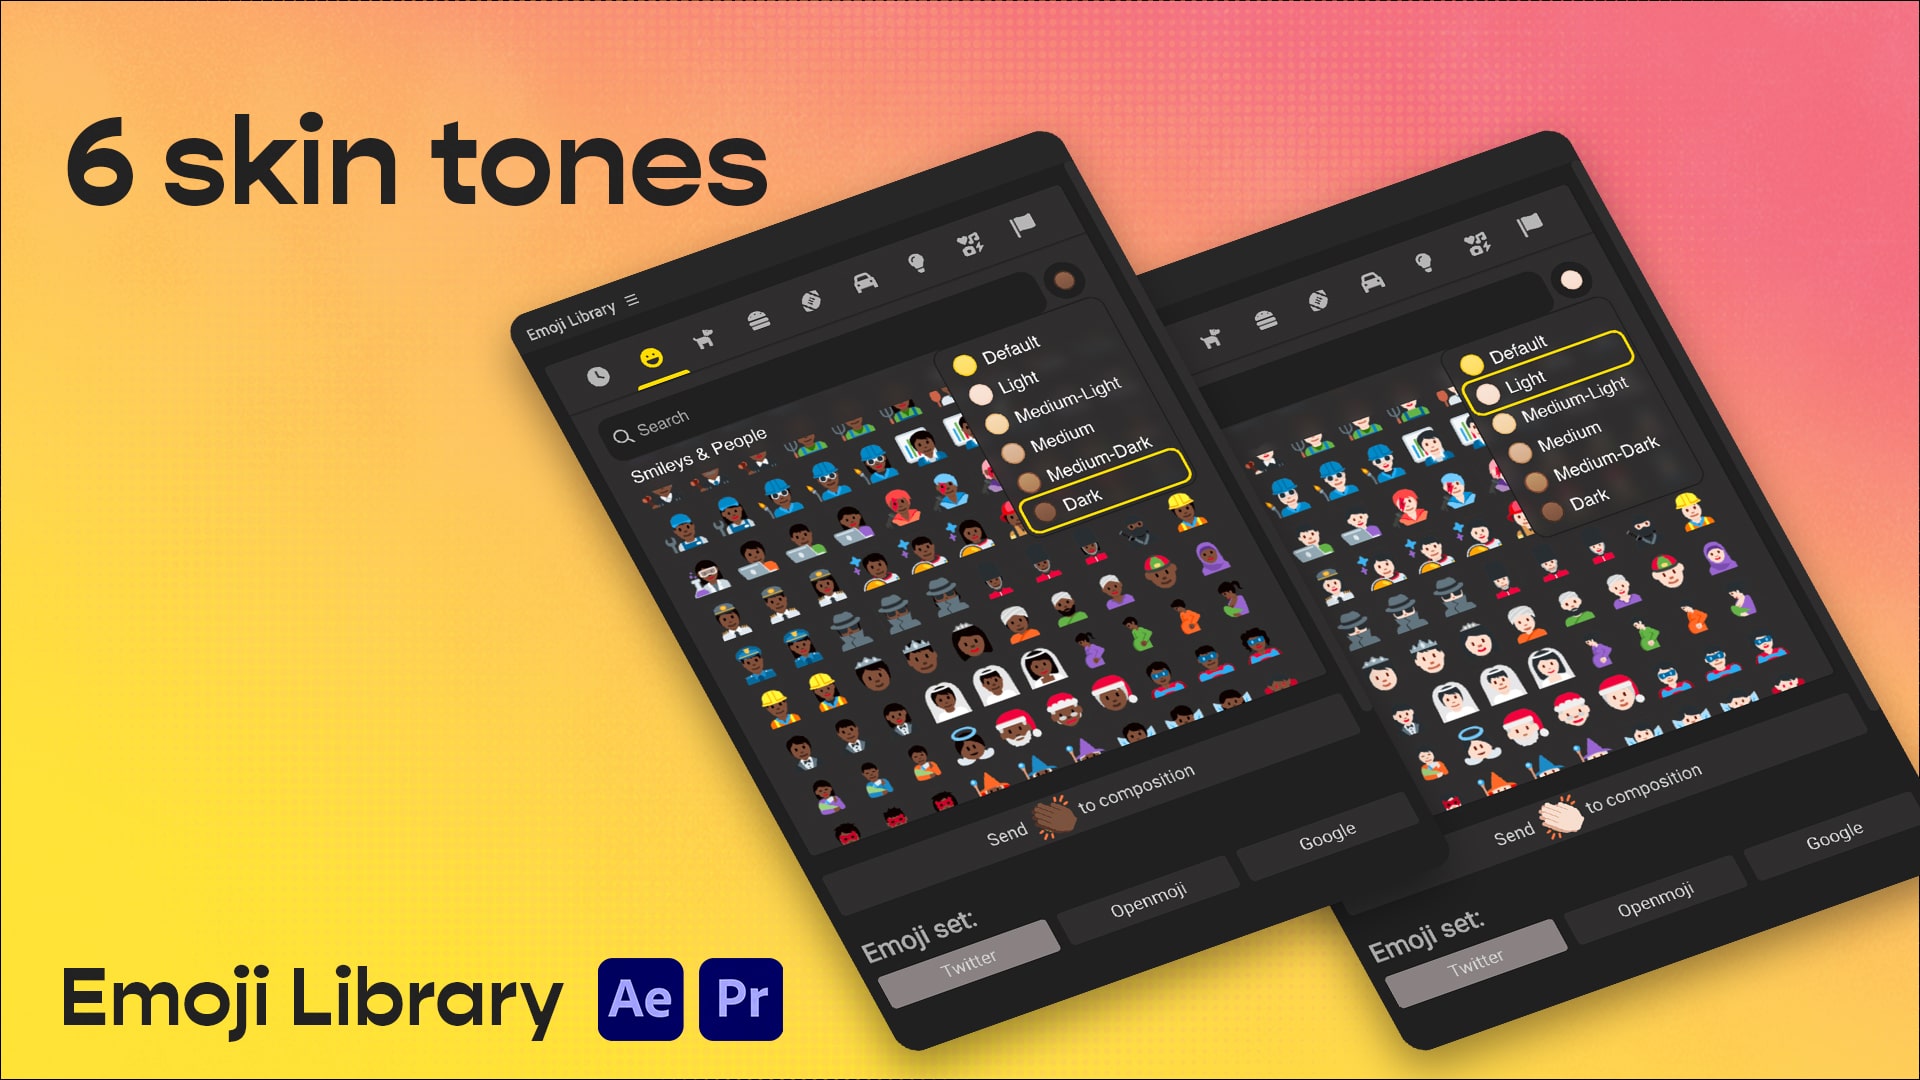 6 skin tones
Emoji Library
Search
Smileys & People
Default
Light
Medium-Light
Medium
Medium-Dark
Dark
Send to composition
Emoji set:
Twitter
Openmoji
Google
Default
Light
Medium-Light
Medium
Medium-Dark
Dark
Send to composition
Emoji set:
Twitter
Openmoji
Google
Emoji Library Ae Pr